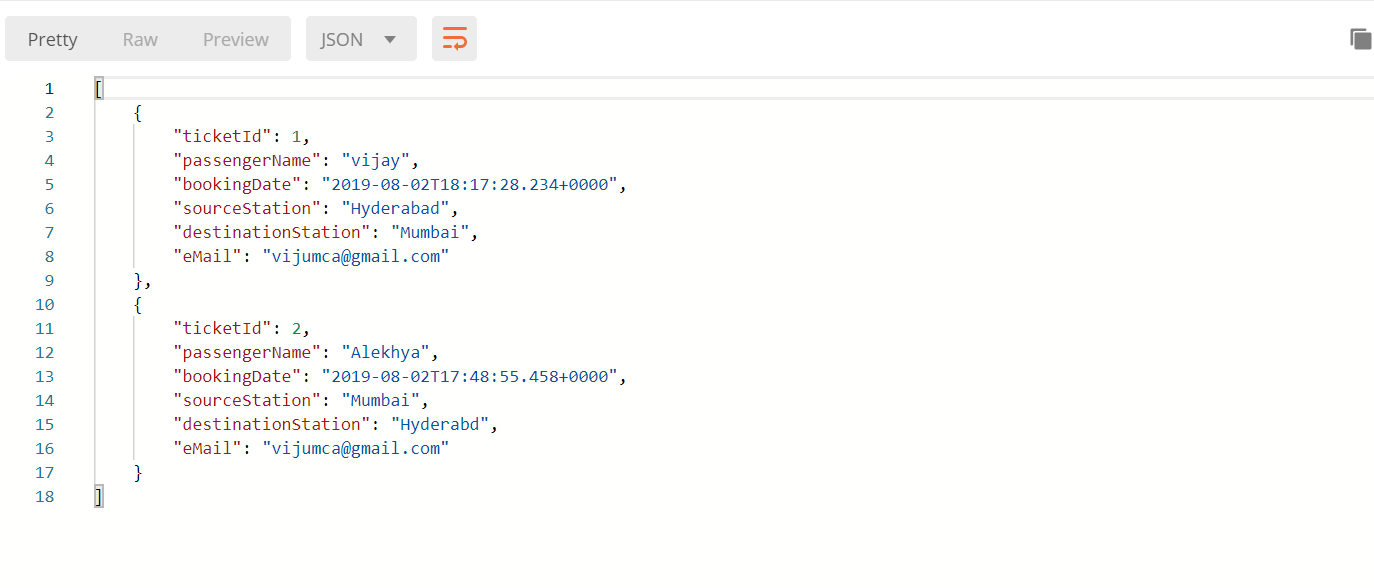 Pretty Raw Preview JSON
1 [
2 {
3 "ticketId": 1,
4 "passengerName": "vijay",
5 "bookingDate": "2019-08-02T18:17:28.234+0000",
6 "sourceStation": "Hyderabad",
7 "destinationStation": "Mumbai",
8 "eMail": "vijumca@gmail.com"
9 },
10 {
11 "ticketId": 2,
12 "passengerName": "Alekhya",
13 "bookingDate": "2019-08-02T17:48:55.458+0000",
14 "sourceStation": "Mumbai",
15 "destinationStation": "Hyderabd",
16 "eMail": "vijumca@gmail.com"
17 }
18 ]